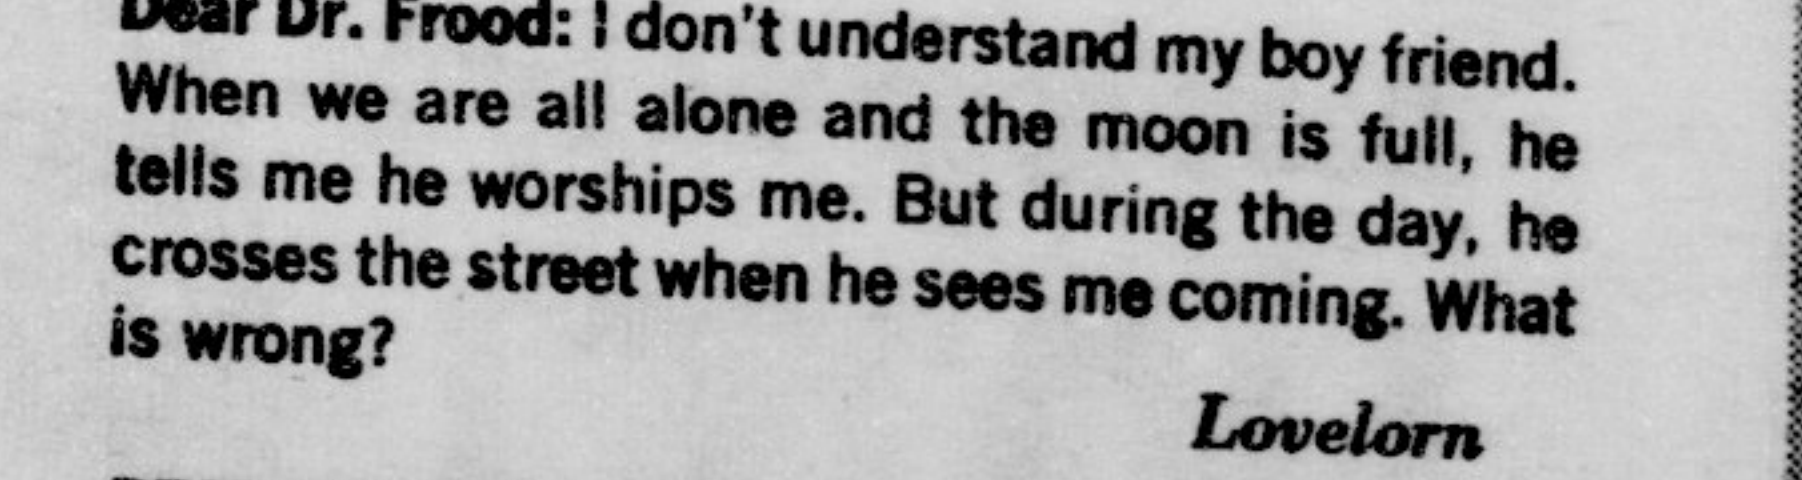 Dear Dr. Frood: I don't understand my boy friend.
When we are all alone and the moon is full, he
tells me he worships me. But during the day, he
crosses the street when he sees me coming. What
is wrong?
Lovelorn